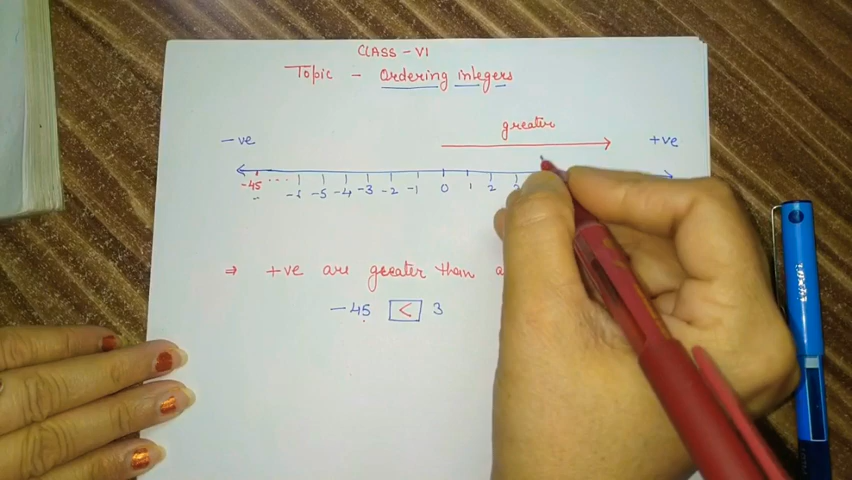 CLASS - VI
Topic - Ordering integers
greater
-ve +ve
-45 ... -5 -4 -3 -2 -1 0 1 2
⇒ +ve are greater than
-45 < 3